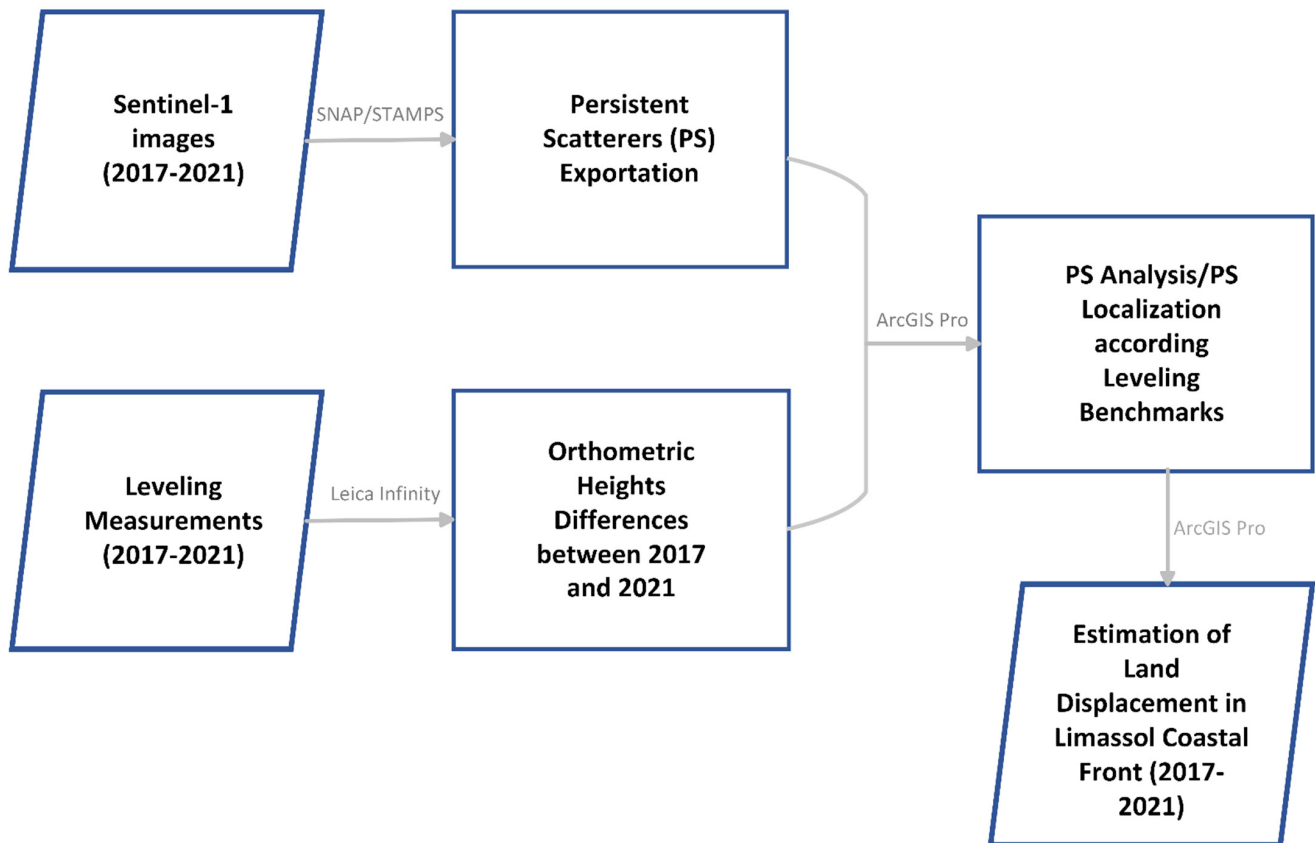 Sentinel-1
images
(2017-2021)
SNAP/STAMPS
Persistent
Scatterers (PS)
Exportation
Leveling
Measurements
(2017-2021)
Leica Infinity
Orthometric
Heights
Differences
between 2017
and 2021
ArcGIS Pro
PS Analysis/PS
Localization
according
Leveling
Benchmarks
ArcGIS Pro
Estimation of
Land
Displacement in
Limassol Coastal
Front (2017-
2021)